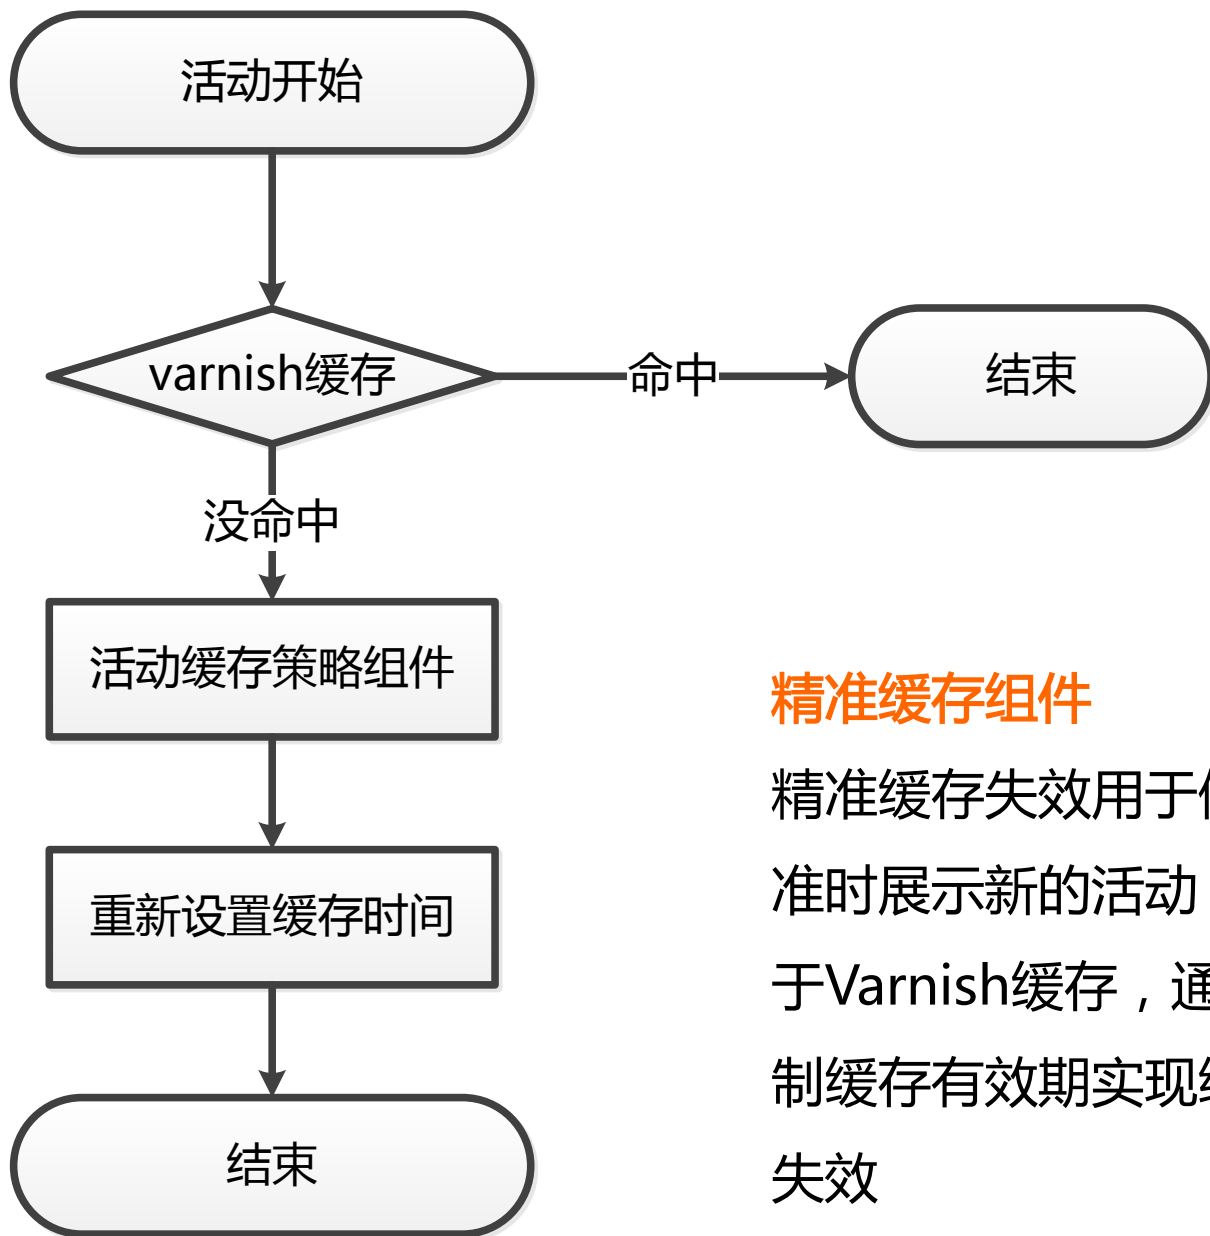 活动开始
varnish缓存
命中
结束
没命中
活动缓存策略组件
重新设置缓存时间
结束
精准缓存组件
精准缓存失效用于
准时展示新的活动
于Varnish缓存，通
制缓存有效期实现
失效